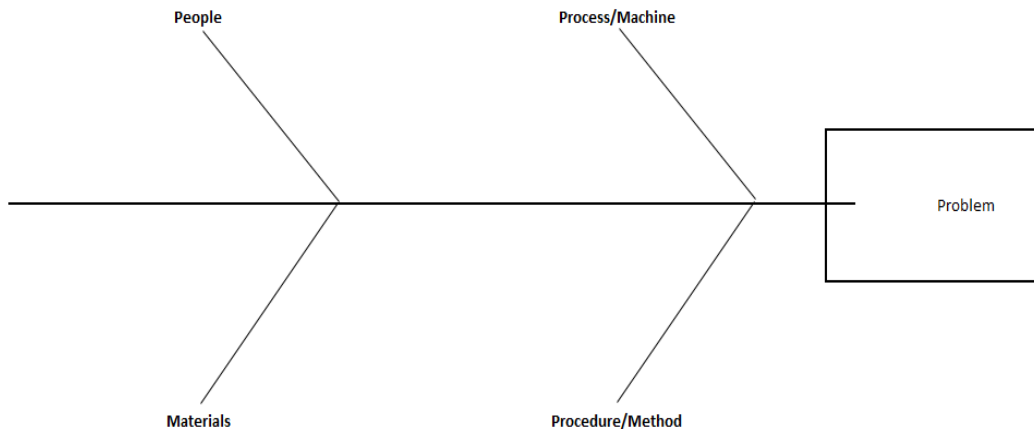 People
Process/Machine
Problem
Materials
Procedure/Method